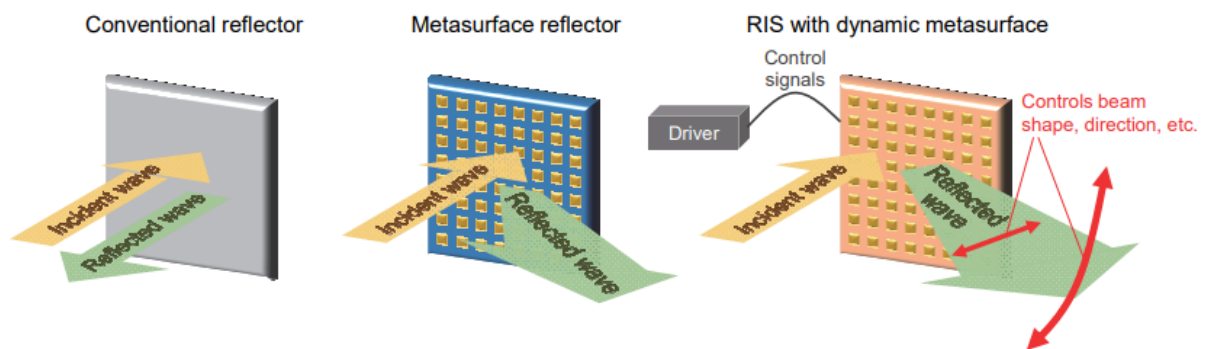 Conventional reflector
Incident wave
Reflected wave
Metasurface reflector
Incident wave
Reflected wave
RIS with dynamic metasurface
Control
signals
Driver
Incident wave
Reflected
wave
Controls beam
shape, direction, etc.